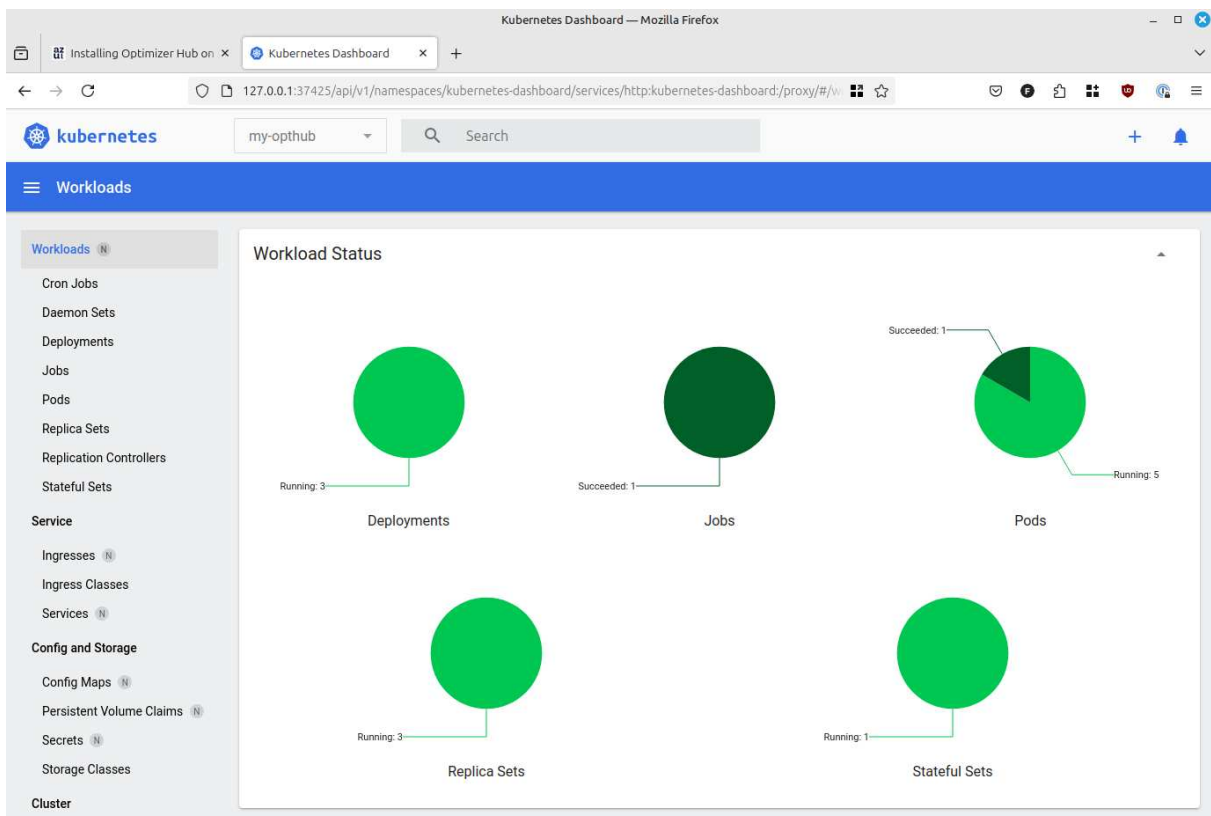 Kubernetes Dashboard — Mozilla Firefox
Installing Optimizer Hub on
Kubernetes Dashboard
127.0.0.1:37425/api/v1/namespaces/kubernetes-dashboard/services/http:kubernetes-dashboard:/proxy/#/w
kubernetes
my-opthub
Search
Workloads
Workloads N
Cron Jobs
Daemon Sets
Deployments
Jobs
Pods
Replica Sets
Replication Controllers
Stateful Sets
Service
Ingresses N
Ingress Classes
Services N
Config and Storage
Config Maps N
Persistent Volume Claims N
Secrets N
Storage Classes
Cluster
Workload Status
Running: 3
Deployments
Succeeded: 1
Jobs
Succeeded: 1
Running: 5
Pods
Running: 3
Replica Sets
Running: 1
Stateful Sets